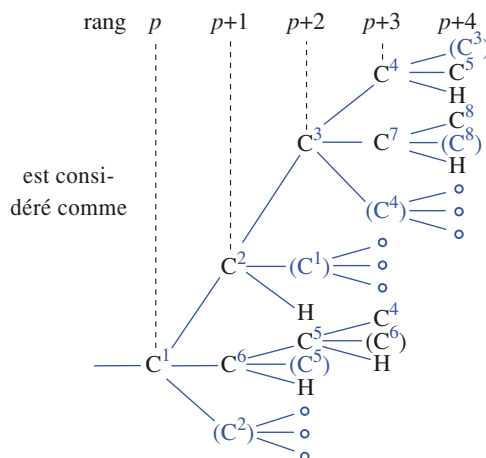 rang p p+1 p+2 p+3 p+4
(C³)
C⁴ C⁵
H
C⁸
C³ C⁷ (C⁸)
H
est consi-
déré comme
(C⁴)
C² (C¹)
H C⁴
C⁵ (C⁶)
C¹ C⁶ (C⁵) H
H
(C²)